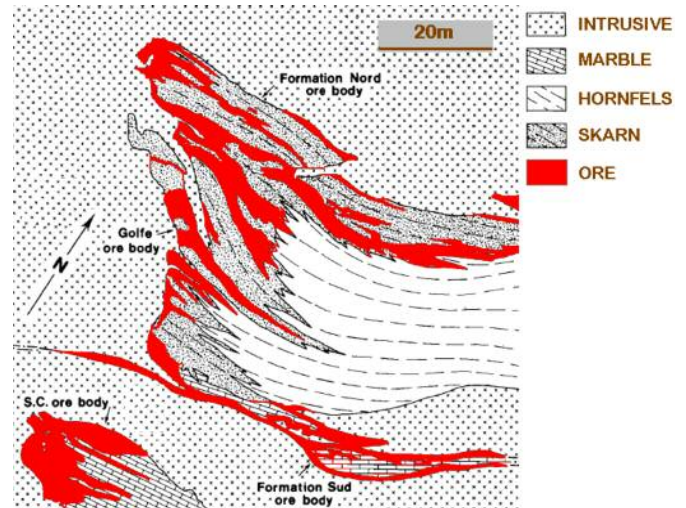 20m
Formation Nord
ore body
Golfe
ore body
N
S.C. ore body
Formation Sud
ore body
INTRUSIVE
MARBLE
HORNFELS
SKARN
ORE